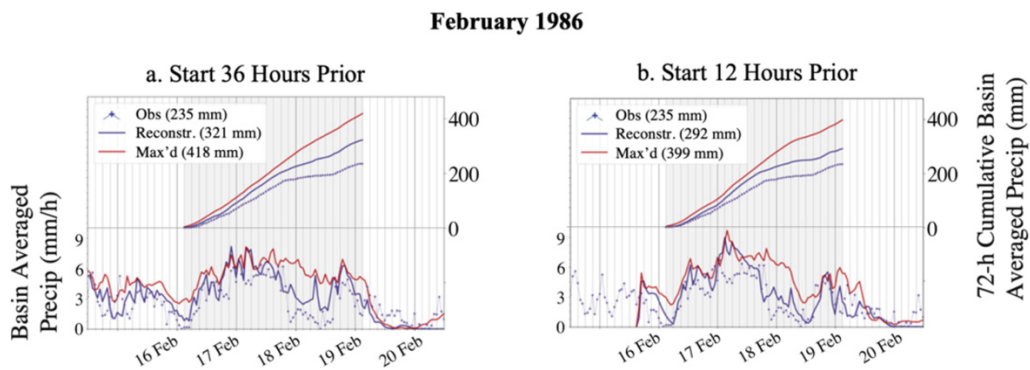 February 1986
a. Start 36 Hours Prior
Obs (235 mm)
Reconstr. (321 mm)
Max'd (418 mm)
400
200
0
9
6
3
0
16 Feb
17 Feb
18 Feb
19 Feb
20 Feb
Basin Averaged
Precip (mm/h)
b. Start 12 Hours Prior
Obs (235 mm)
Reconstr. (292 mm)
Max'd (399 mm)
400
200
0
9
6
3
0
16 Feb
17 Feb
18 Feb
19 Feb
20 Feb
72-h Cumulative Basin
Averaged Precip (mm)